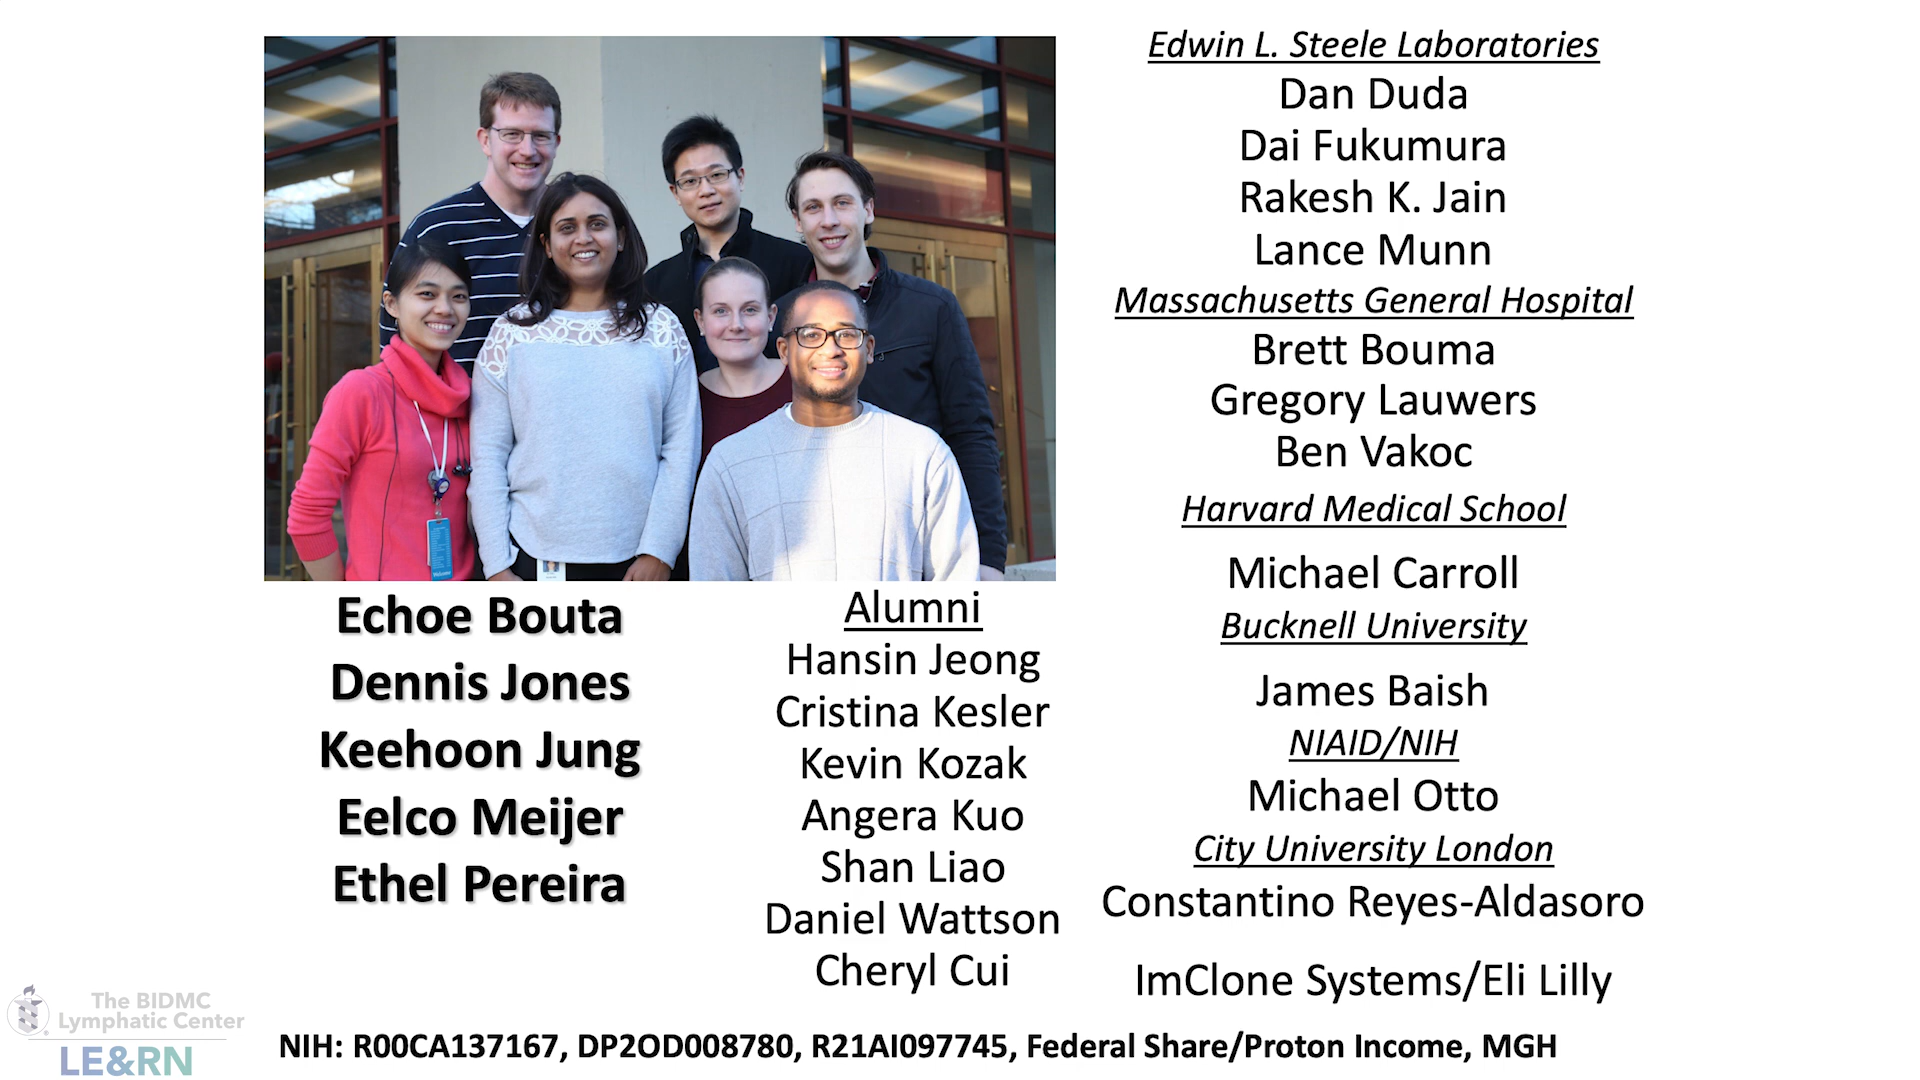 Edwin L. Steele Laboratories
Dan Duda
Dai Fukumura
Rakesh K. Jain
Lance Munn
Massachusetts General Hospital
Brett Bouma
Gregory Lauwers
Ben Vakoc
Harvard Medical School
Michael Carroll
Bucknell University
James Baish
NIAID/NIH
Michael Otto
City University London
Constantino Reyes-Aldasoro
ImClone Systems/Eli Lilly
Echoe Bouta
Dennis Jones
Keehoon Jung
Eelco Meijer
Ethel Pereira
Alumni
Hansin Jeong
Cristina Kesler
Kevin Kozak
Angera Kuo
Shan Liao
Daniel Wattson
Cheryl Cui
The BIDMC
Lymphatic Center
LE&RN
NIH: R00CA137167, DP2OD008780, R21AI097745, Federal Share/Proton Income, MGH